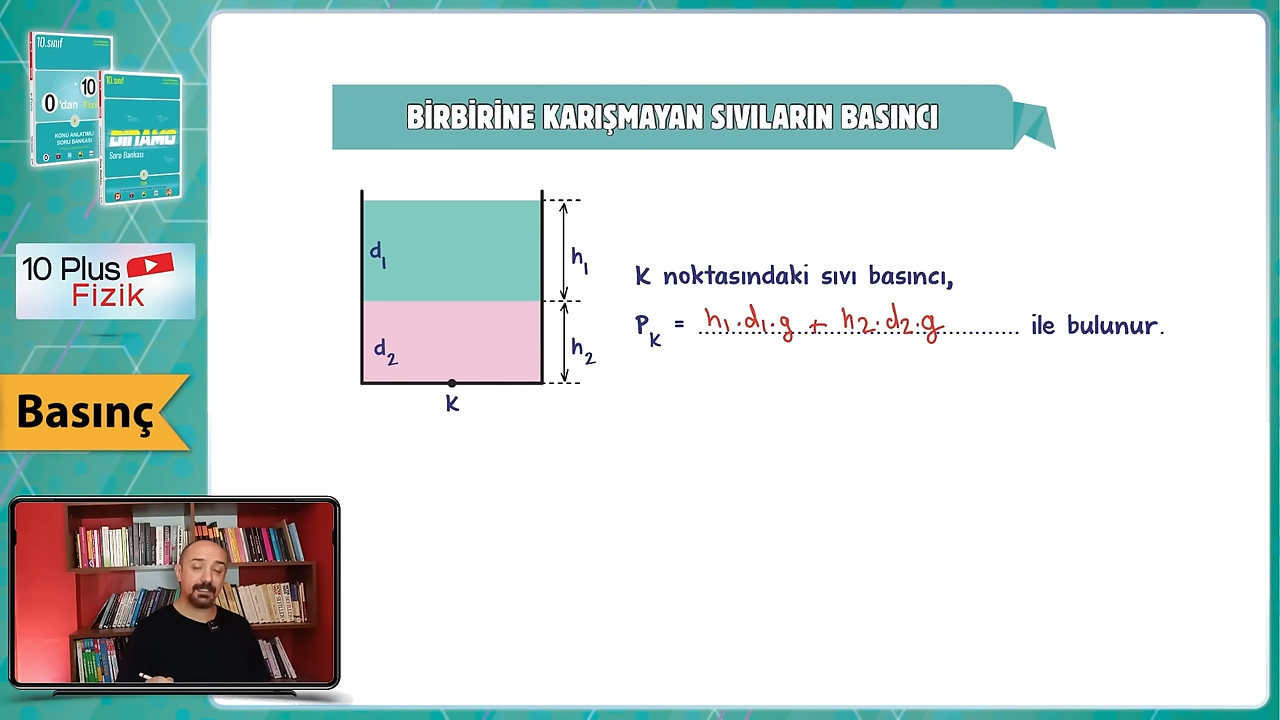 10.sınıf
10
0'dan
Fizik
KONU ANLATIMLI
SORU BANKASI
10.sınıf
DİNAMO
Soru Bankası
10 Plus
Fizik
Basınç
BİRBİRİNE KARIŞMAYAN SIVILARIN BASINCI
d₁
h₁
d₂
h₂
K
K noktasındaki sıvı basıncı,
P_K = h₁.d₁.g + h₂.d₂.g ile bulunur.